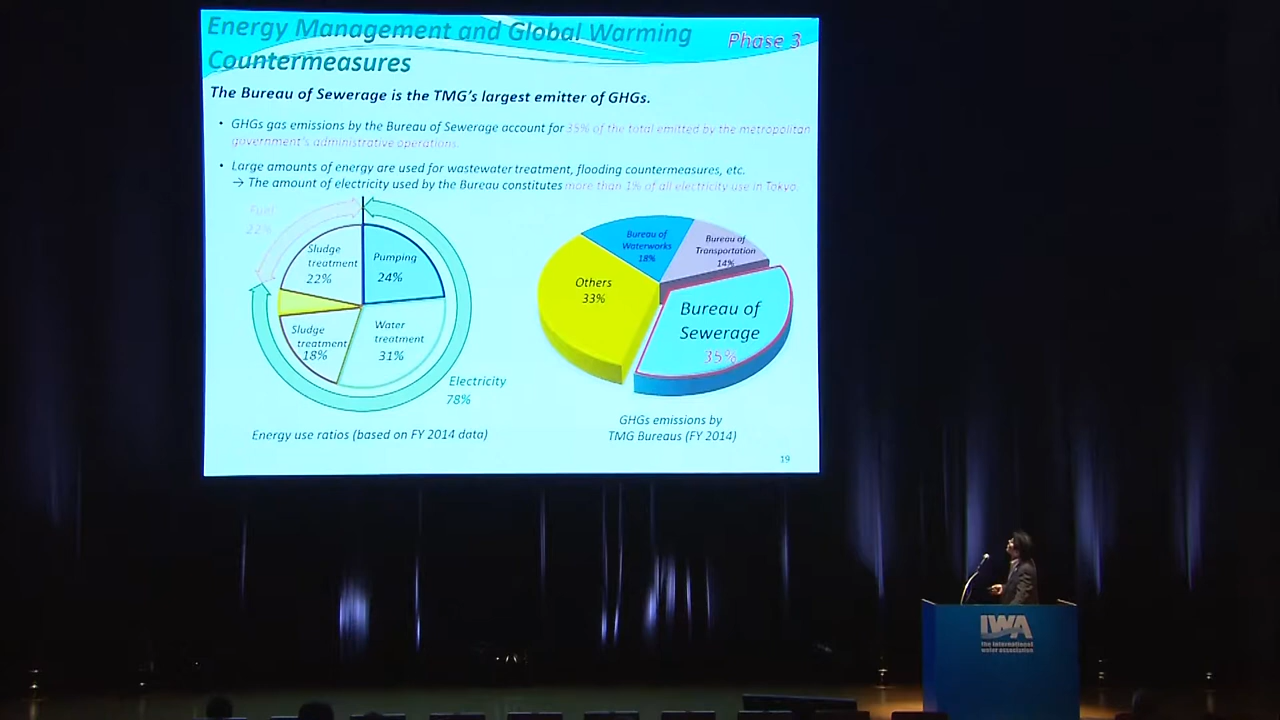 Energy Management and Global Warming
Countermeasures
Phase 3
The Bureau of Sewerage is the TMG's largest emitter of GHGs.
• GHGs gas emissions by the Bureau of Sewerage account for 35% of the total emitted by the metropolitan
government's administrative operations.
• Large amounts of energy are used for wastewater treatment, flooding countermeasures, etc.
→ The amount of electricity used by the Bureau constitutes more than 1% of all electricity use in Tokyo.
Fuel
22%
Sludge
treatment
22%
Pumping
24%
Sludge
treatment
18%
Water
treatment
31%
Electricity
78%
Energy use ratios (based on FY 2014 data)
Bureau of
Waterworks
18%
Bureau of
Transportation
14%
Others
33%
Bureau of
Sewerage
35%
GHGs emissions by
TMG Bureaus (FY 2014)
19
IWA
the international
water association